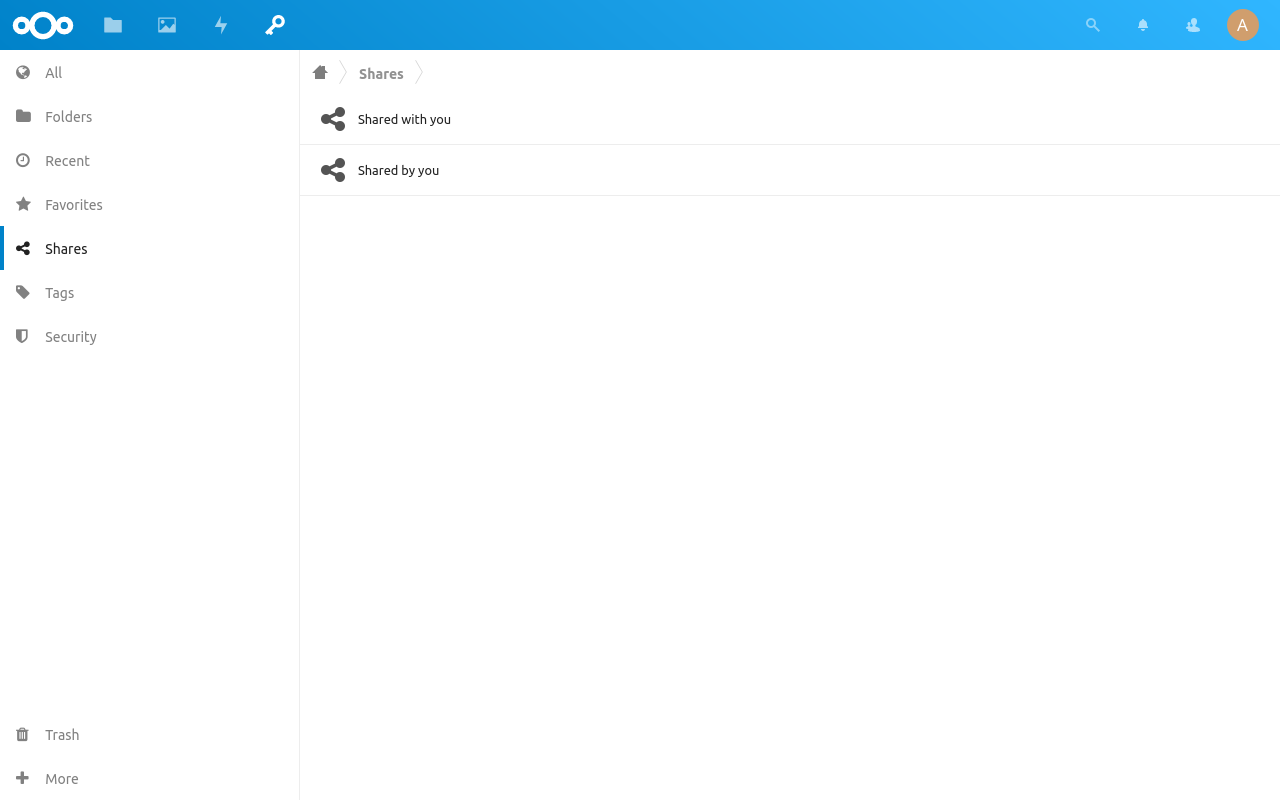 A
All
Folders
Recent
Favorites
Shares
Tags
Security
Trash
More
Shares
Shared with you
Shared by you